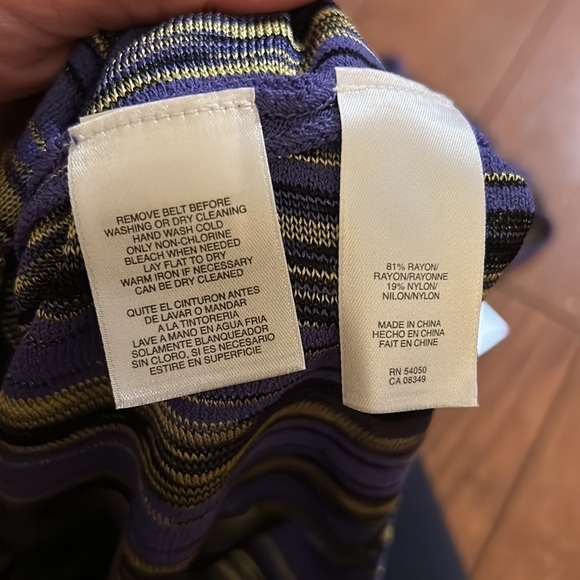 REMOVE BELT BEFORE
WASHING OR DRY CLEANING
HAND WASH COLD
ONLY NON-CHLORINE
BLEACH WHEN NEEDED
LAY FLAT TO DRY
WARM IRON IF NECESSARY
CAN BE DRY CLEANED
QUITE EL CINTURON ANTES
DE LAVAR O MANDAR
A LA TINTORERIA
LAVE A MANO EN AGUA FRIA
SOLAMENTE BLANQUEADOR
SIN CLORO, SI ES NECESARIO
ESTIRE EN SUPERFICIE
81% RAYON/
RAYON/RAYONNE
19% NYLON/
NILON/NYLON
MADE IN CHINA
HECHO EN CHINA
FAIT EN CHINE
RN 54050
CA 08349